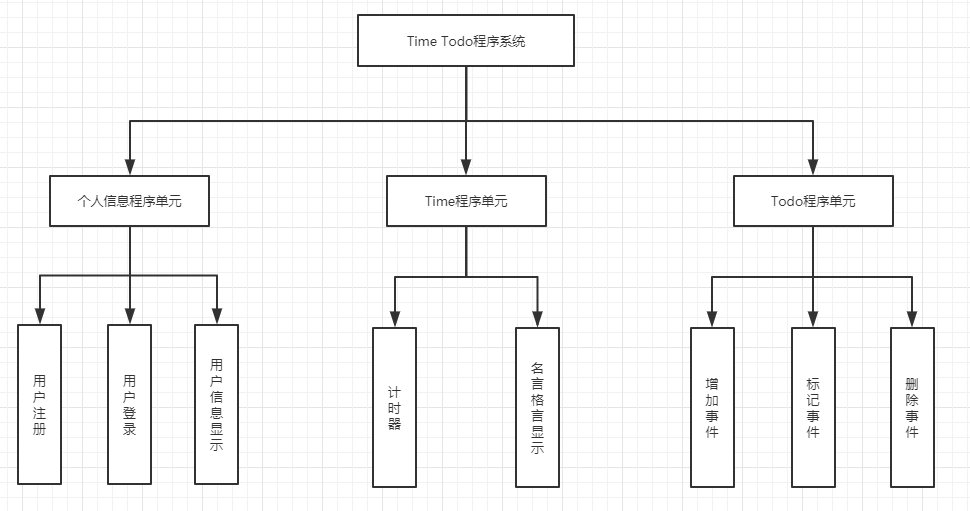 Time Todo程序系统
个人信息程序单元
Time程序单元
Todo程序单元
用户注册
用户登录
用户信息显示
计时器
名言格言显示
增加事件
标记事件
删除事件